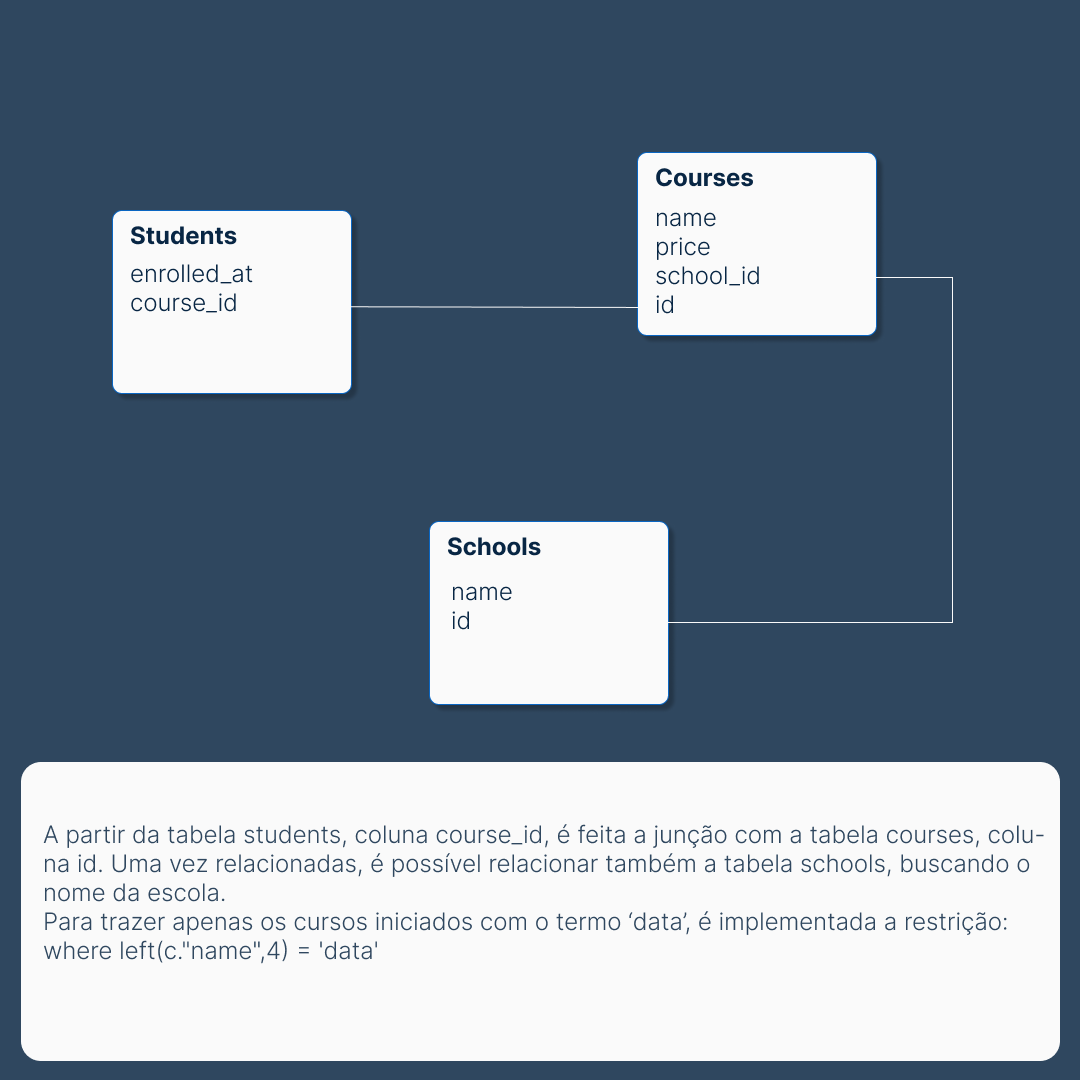 Students
enrolled_at
course_id
Courses
name
price
school_id
id
Schools
name
id
A partir da tabela students, coluna course_id, é feita a junção com a tabela courses, colu-
na id. Uma vez relacionadas, é possível relacionar também a tabela schools, buscando o
nome da escola.
Para trazer apenas os cursos iniciados com o termo ‘data’, é implementada a restrição:
where left(c."name",4) = 'data'